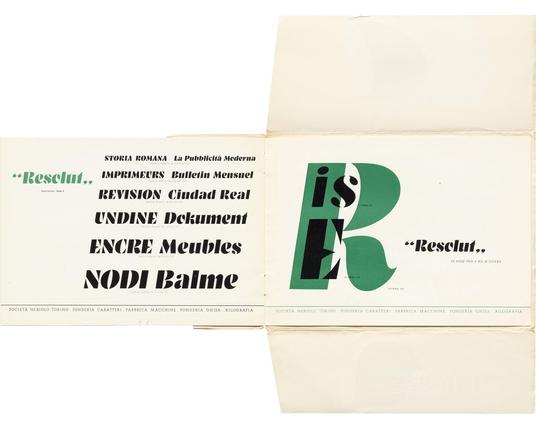 “Resolut„
STORIA ROMANA La Pubblicità Moderna
IMPRIMEURS Bulletin Mensuel
REVISION Ciudad Real
UNDINE Dokument
ENCRE Meubles
NODI Balme
SOCIETÀ NEBIOLO TORINO . FONDERIA CARATTERI . FABBRICA MACCHINE . FONDERIA GHISA . XILOGRAFIA
R
is
E
“Resolut„
SOCIETÀ NEBIOLO TORINO . FONDERIA CARATTERI . FABBRICA MACCHINE . FONDERIA GHISA . XILOGRAFIA